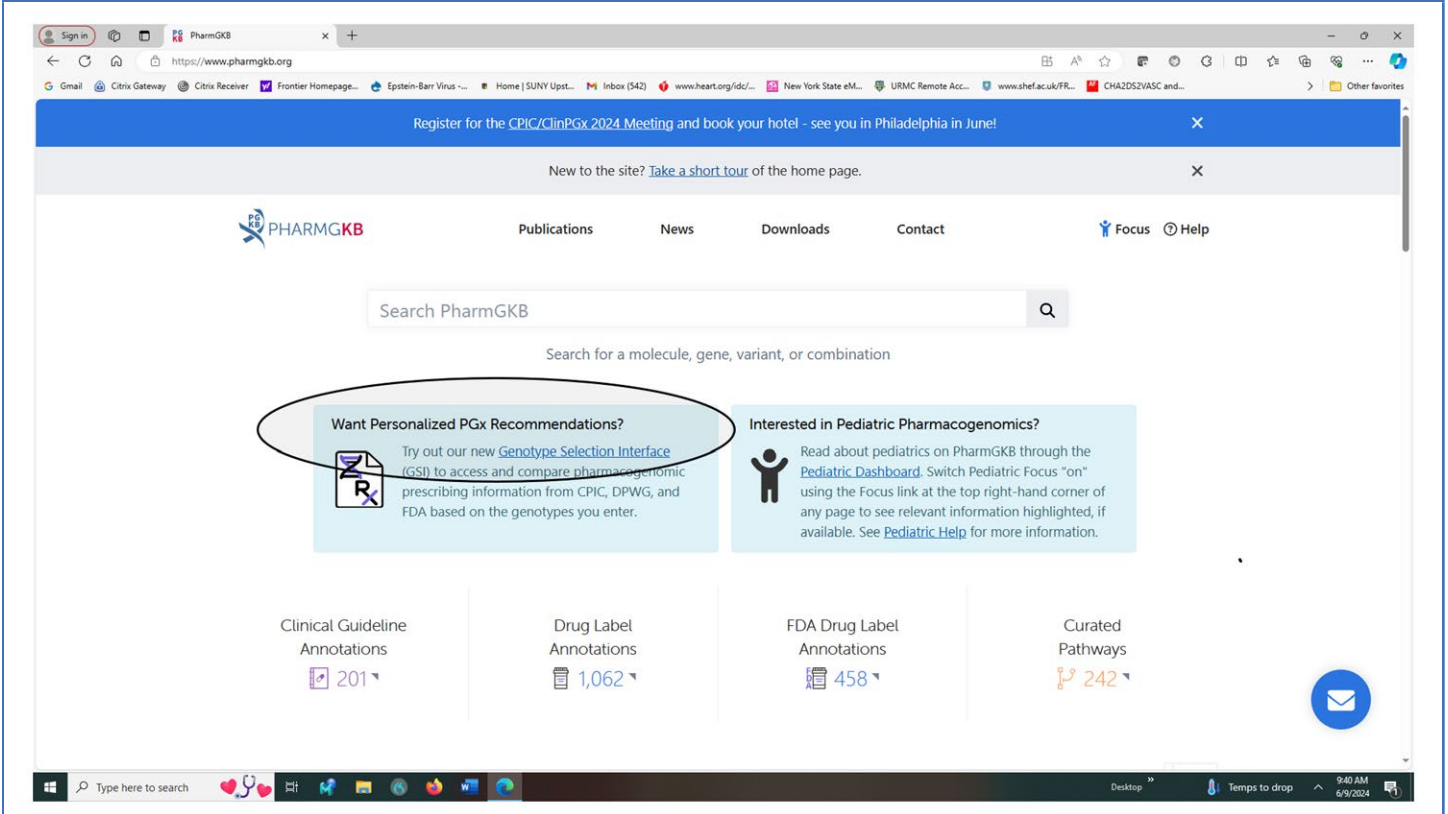 Sign in
PharmGKB
https://www.pharmgkb.org
Gmail Citrix Gateway Citrix Receiver Frontier Homepage... Epstein-Barr Virus -... Home | SUNY Upst... Inbox (542) www.heart.org/idc/... New York State eM... URMC Remote Acc... www.shef.ac.uk/FR... CHA2DS2VASC and... Other favorites
Register for the CPIC/ClinPGx 2024 Meeting and book your hotel - see you in Philadelphia in June!
New to the site? Take a short tour of the home page.
PG
KB
PHARMGKB Publications News Downloads Contact Focus Help
Search PharmGKB
Search for a molecule, gene, variant, or combination
Want Personalized PGx Recommendations?
Try out our new Genotype Selection Interface
(GSI) to access and compare pharmacogenomic
prescribing information from CPIC, DPWG, and
FDA based on the genotypes you enter.
Rx
Interested in Pediatric Pharmacogenomics?
Read about pediatrics on PharmGKB through the
Pediatric Dashboard. Switch Pediatric Focus "on"
using the Focus link at the top right-hand corner of
any page to see relevant information highlighted, if
available. See Pediatric Help for more information.
Clinical Guideline
Annotations
201
Drug Label
Annotations
1,062
FDA Drug Label
Annotations
FDA
458
Curated
Pathways
242
Type here to search
Desktop
Temps to drop
9:40 AM
6/9/2024